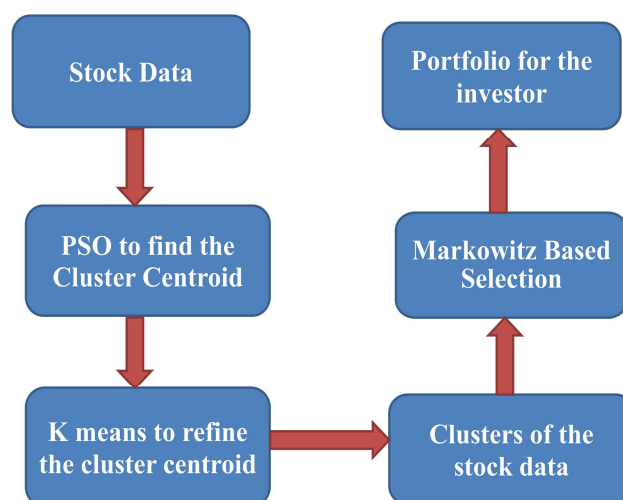 Stock Data
PSO to find the
Cluster Centroid
K means to refine
the cluster centroid
Clusters of the
stock data
Markowitz Based
Selection
Portfolio for the
investor